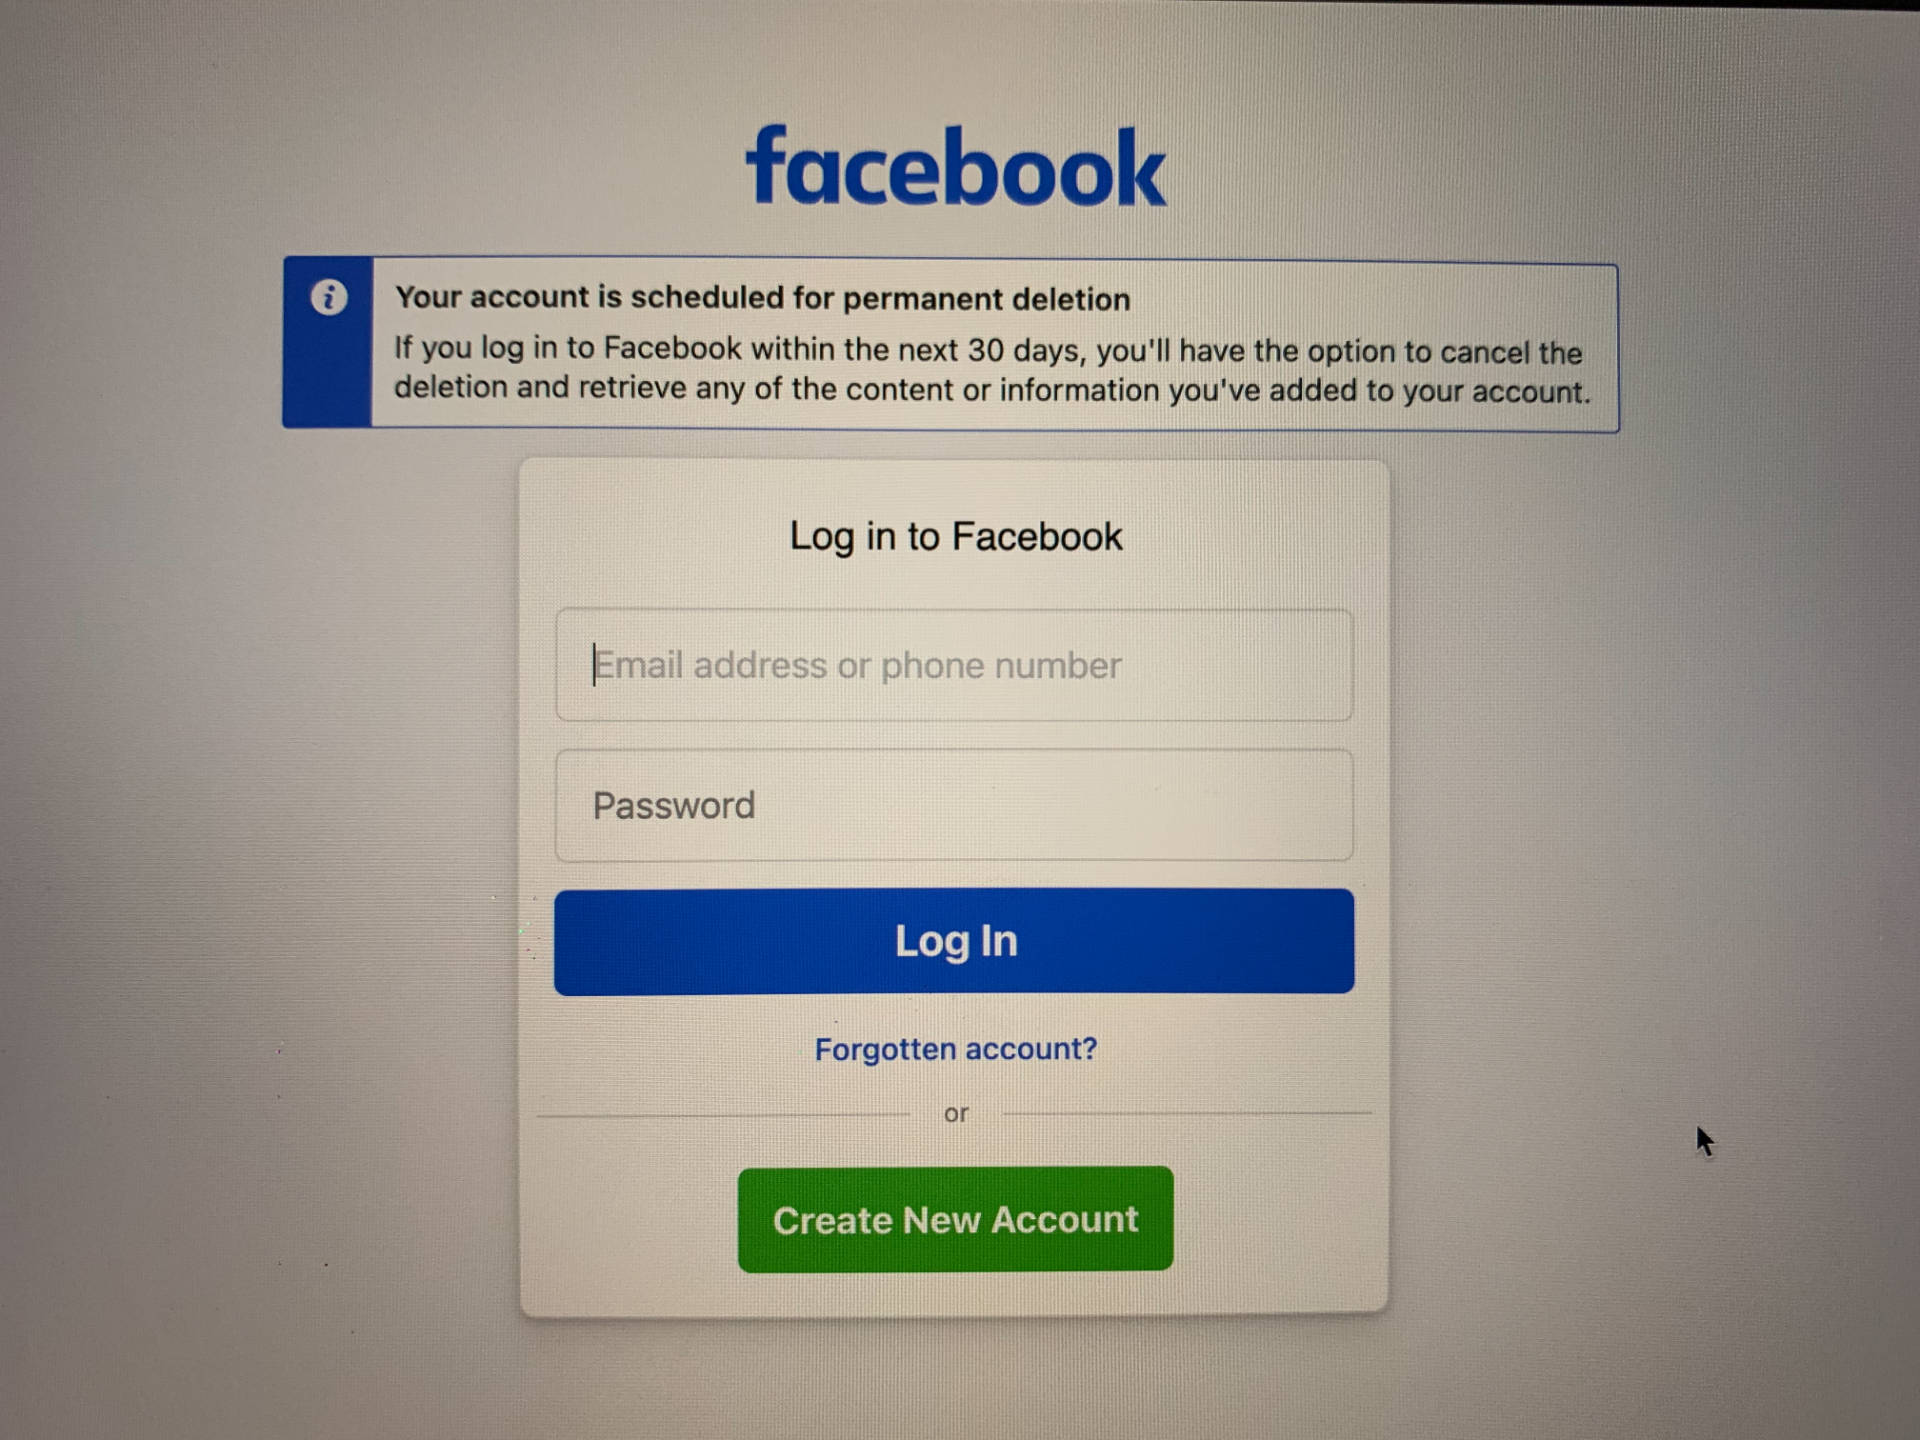 facebook
Your account is scheduled for permanent deletion
If you log in to Facebook within the next 30 days, you'll have the option to cancel the
deletion and retrieve any of the content or information you've added to your account.
Log in to Facebook
Email address or phone number
Password
Log In
Forgotten account?
or
Create New Account